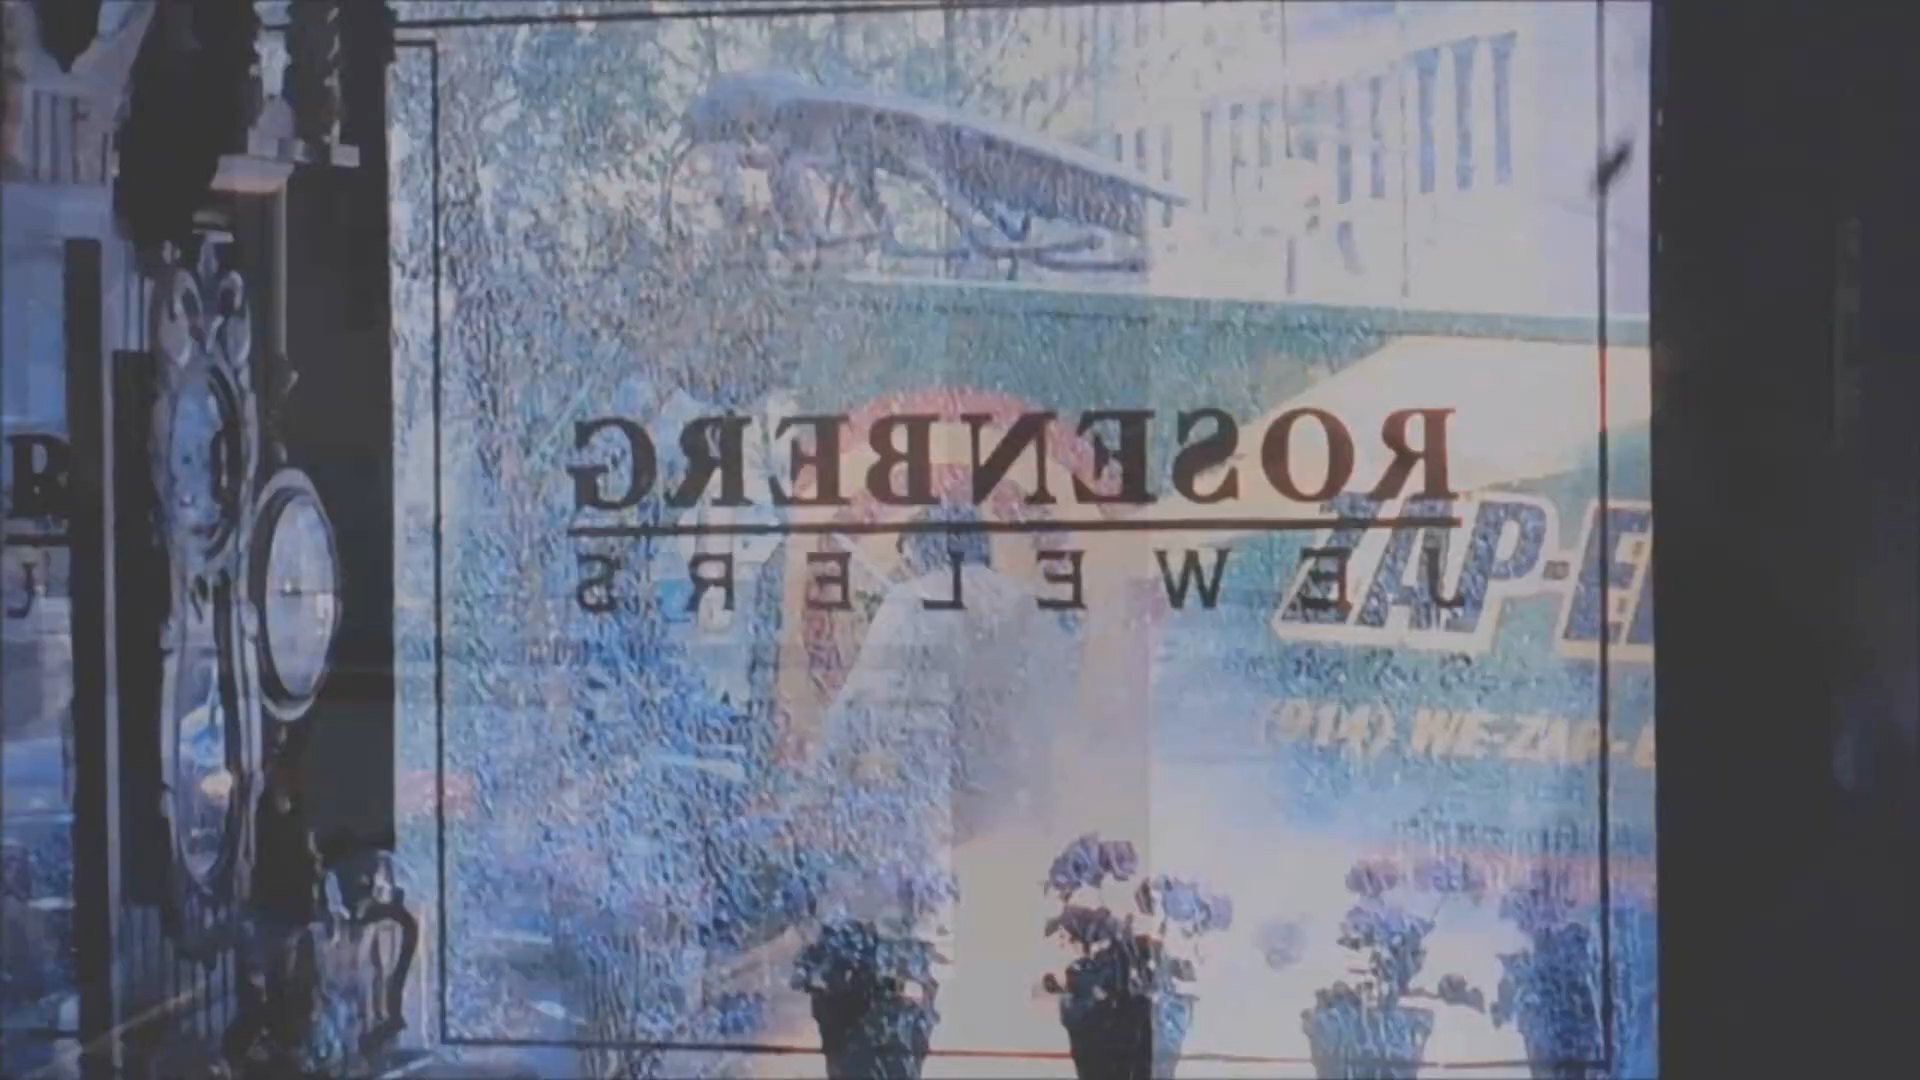 ROSENBERG
JEWELERS
ZAP-E
(914) WE-ZAP-
R
J